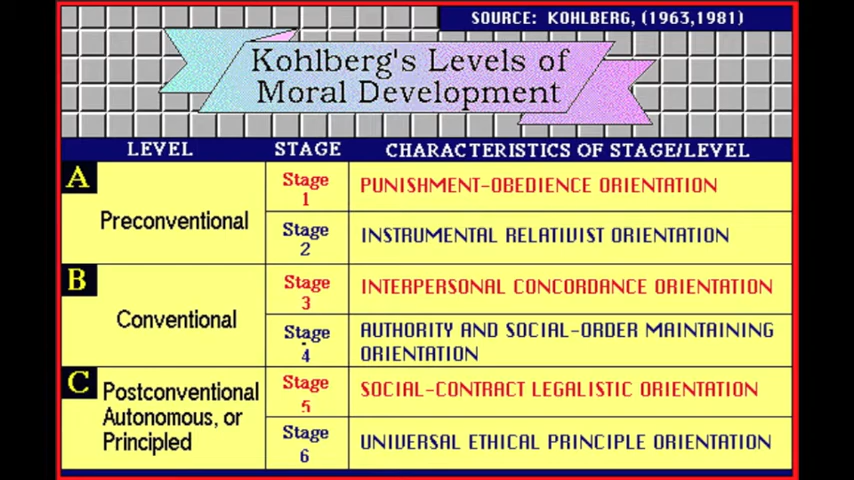 SOURCE: KOHLBERG, (1963,1981)
Kohlberg's Levels of
Moral Development
LEVEL STAGE CHARACTERISTICS OF STAGE/LEVEL
A
Preconventional
Stage
1
PUNISHMENT-OBEDIENCE ORIENTATION
Stage
2
INSTRUMENTAL RELATIVIST ORIENTATION
B
Conventional
Stage
3
INTERPERSONAL CONCORDANCE ORIENTATION
Stage
4
AUTHORITY AND SOCIAL-ORDER MAINTAINING
ORIENTATION
C
Postconventional
Autonomous, or
Principled
Stage
5
SOCIAL-CONTRACT LEGALISTIC ORIENTATION
Stage
6
UNIVERSAL ETHICAL PRINCIPLE ORIENTATION